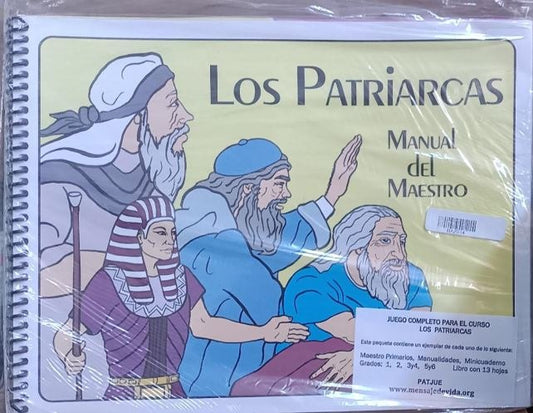 LOS PATRIARCAS
MANUAL
del
MAESTRO
JUEGO COMPLETO PARA EL CURSO
LOS PATRIARCAS
Este paquete contiene un ejemplar de cada uno de lo siguiente:
Maestro Primarios, Manualidades, Minicuaderno
Grados: 1, 2, 3y4, 5y6 Libro con 13 hojas
PATJUE
www.mensajedevida.org